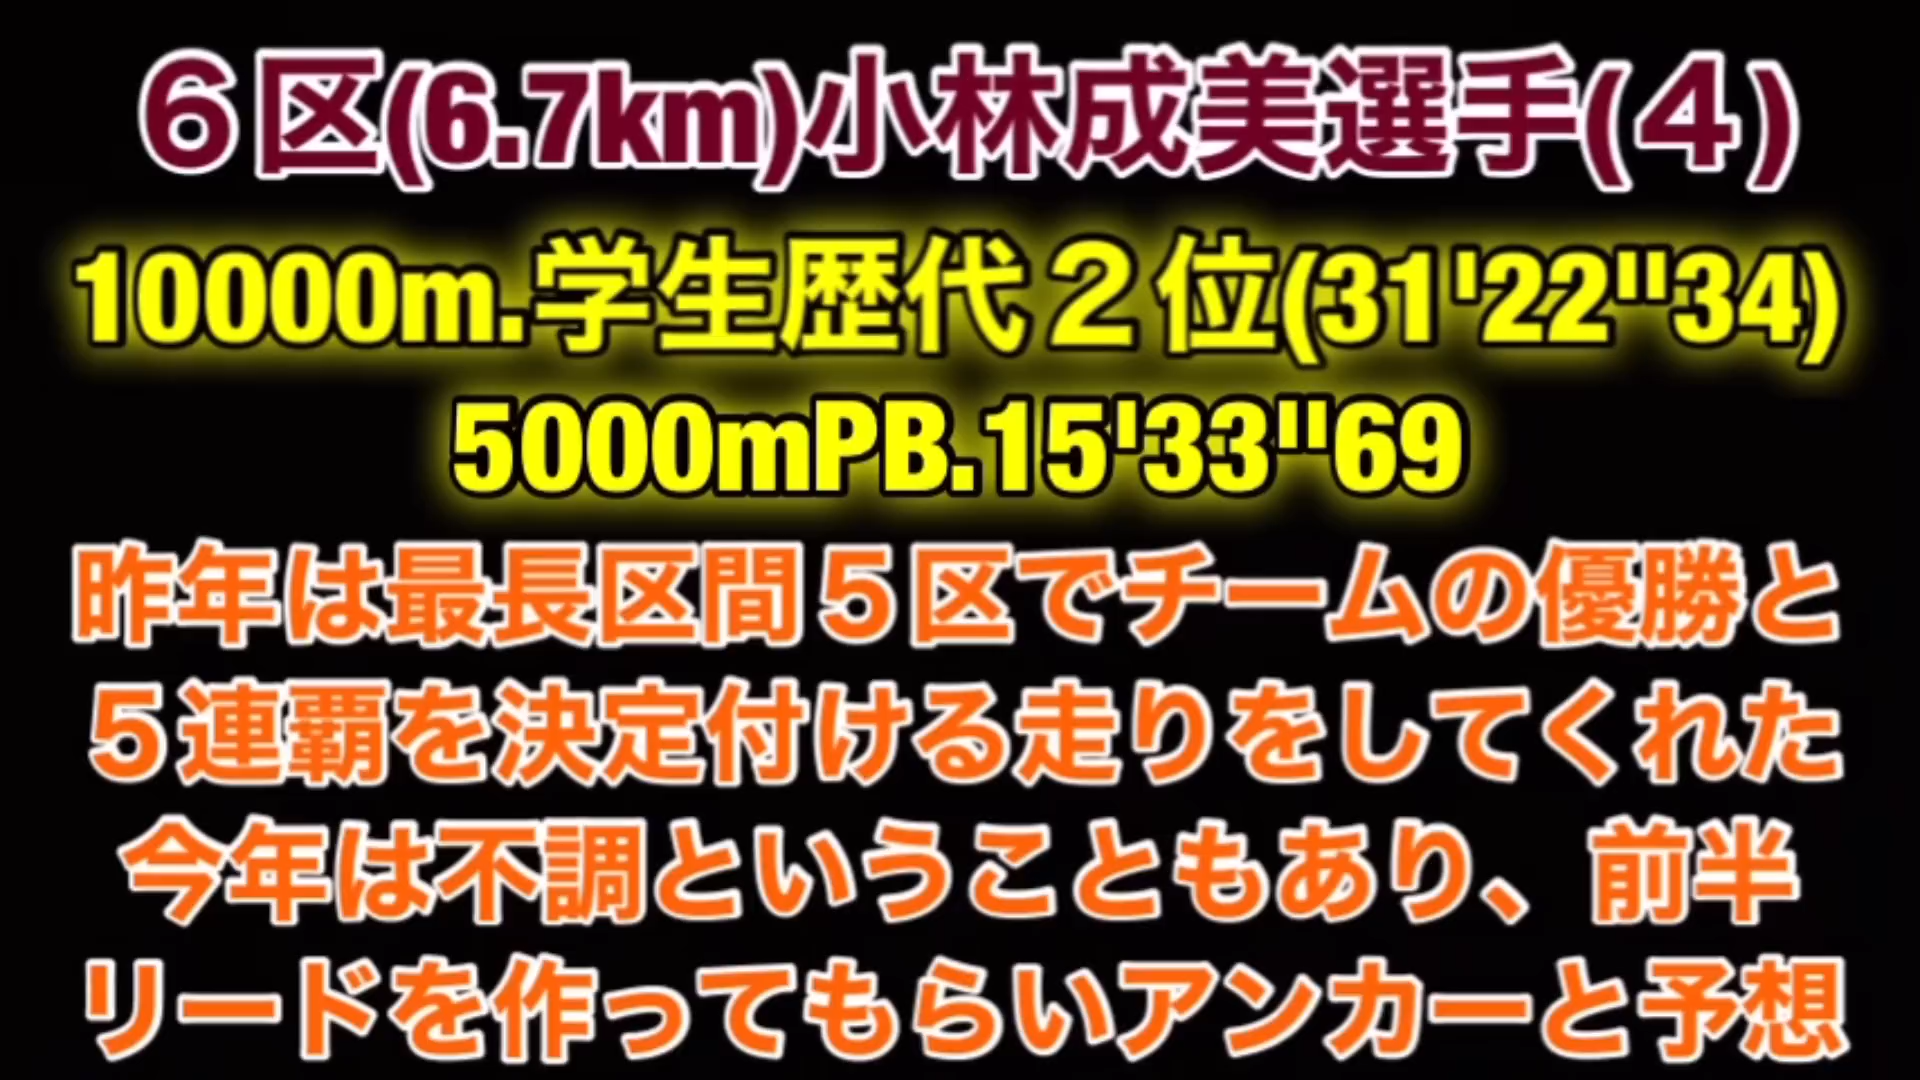 ６区(6.7km)小林成美選手(４)
10000m.学生歴代２位(31'22"34)
5000mPB.15'33"69
昨年は最長区間５区でチームの優勝と
５連覇を決定付ける走りをしてくれた
今年は不調ということもあり、前半
リードを作ってもらいアンカーと予想